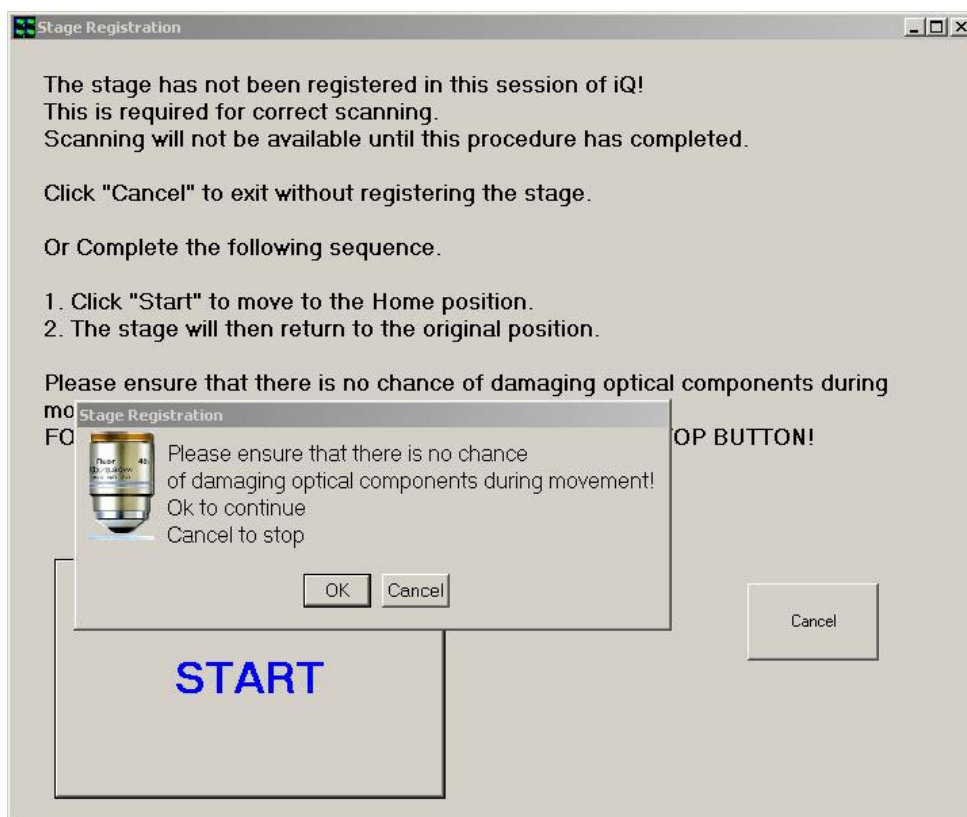 Stage Registration
The stage has not been registered in this session of iQ!
This is required for correct scanning.
Scanning will not be available until this procedure has completed.
Click "Cancel" to exit without registering the stage.
Or Complete the following sequence.
1. Click "Start" to move to the Home position.
2. The stage will then return to the original position.
Please ensure that there is no chance of damaging optical components during
Stage Registration
BUTTON!
Please ensure that there is no chance
of damaging optical components during movement!
Ok to continue
Cancel to stop
OK
Cancel
Cancel
START